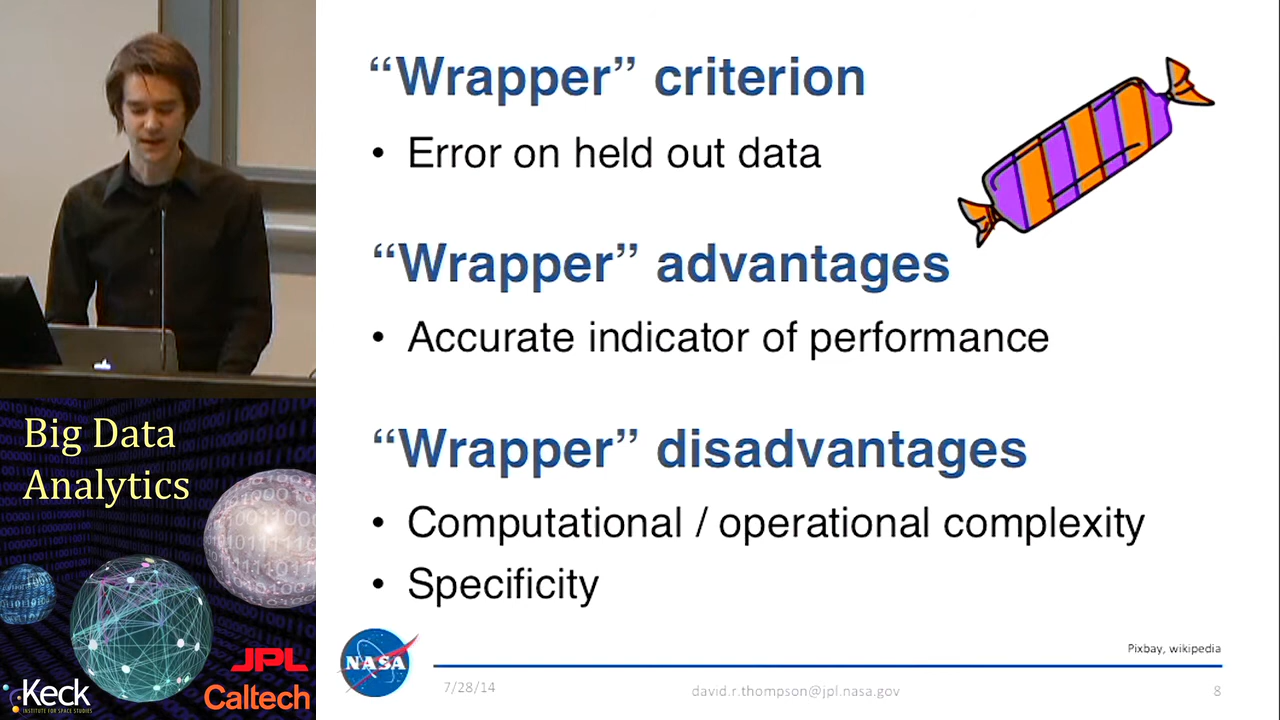 “Wrapper” criterion
• Error on held out data
“Wrapper” advantages
• Accurate indicator of performance
“Wrapper” disadvantages
• Computational / operational complexity
• Specificity
Pixbay, wikipedia
NASA
7/28/14
david.r.thompson@jpl.nasa.gov
8
Big Data
Analytics
JPL
Keck
INSTITUTE FOR SPACE STUDIES
Caltech